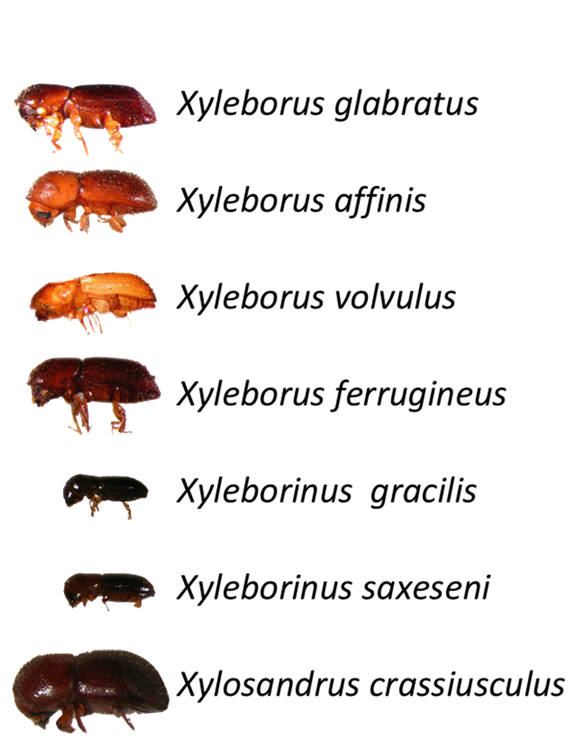 Xyleborus glabratus
Xyleborus affinis
Xyleborus volvulus
Xyleborus ferrugineus
Xyleborinus gracilis
Xyleborinus saxeseni
Xylosandrus crassiusculus